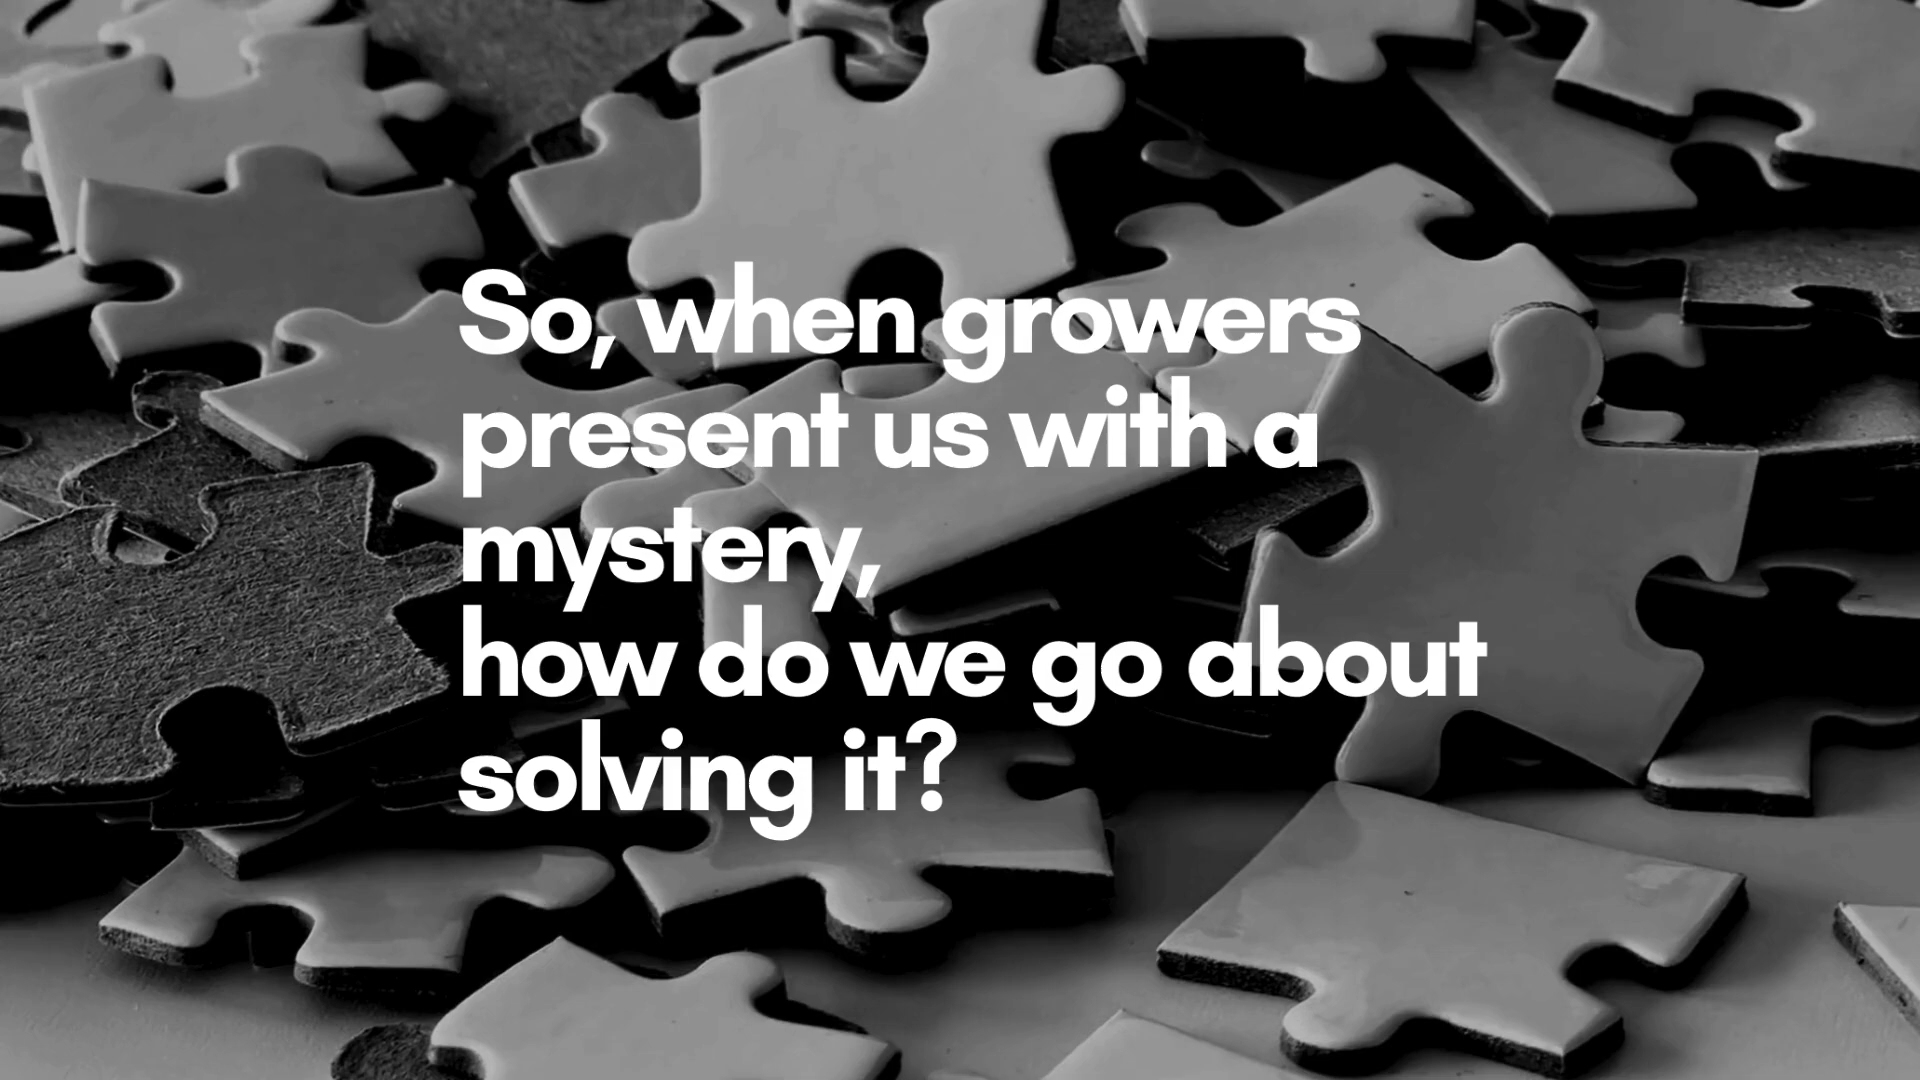 So, when growers
present us with a
mystery,
how do we go about
solving it?